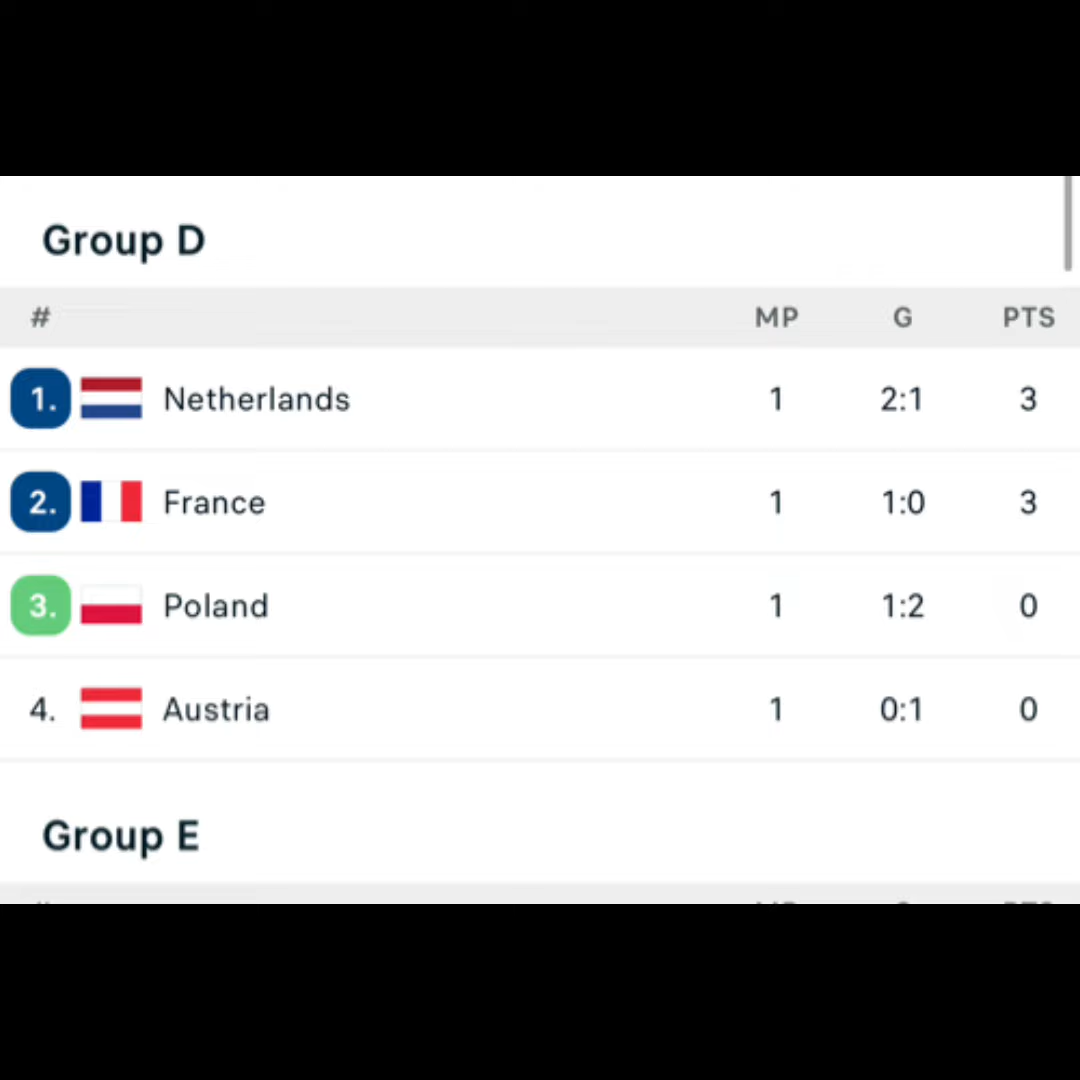 Group D
# MP G PTS
1. Netherlands 1 2:1 3
2. France 1 1:0 3
3. Poland 1 1:2 0
4. Austria 1 0:1 0
Group E